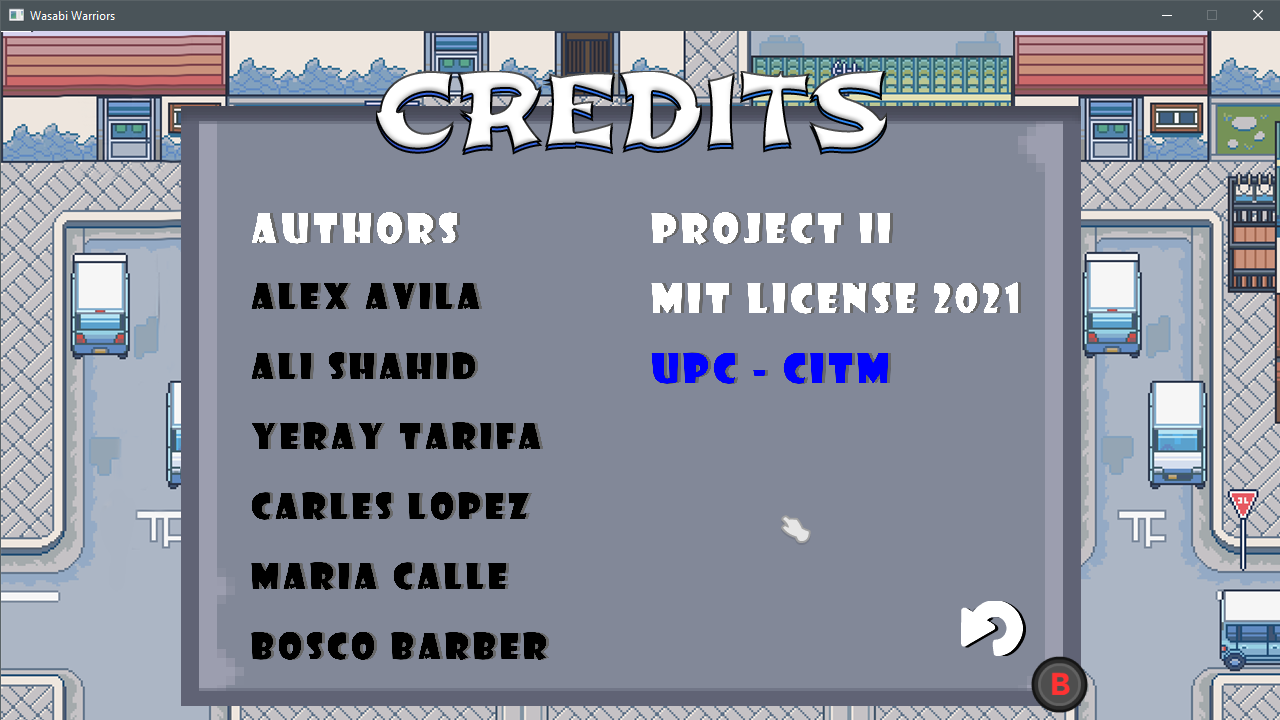 Wasabi Warriors
CREDITS
AUTHORS
ALEX AVILA
ALI SHAHID
YERAY TARIFA
CARLES LOPEZ
MARIA CALLE
BOSCO BARBER
PROJECT II
MIT LICENSE 2021
UPC - CITM
B